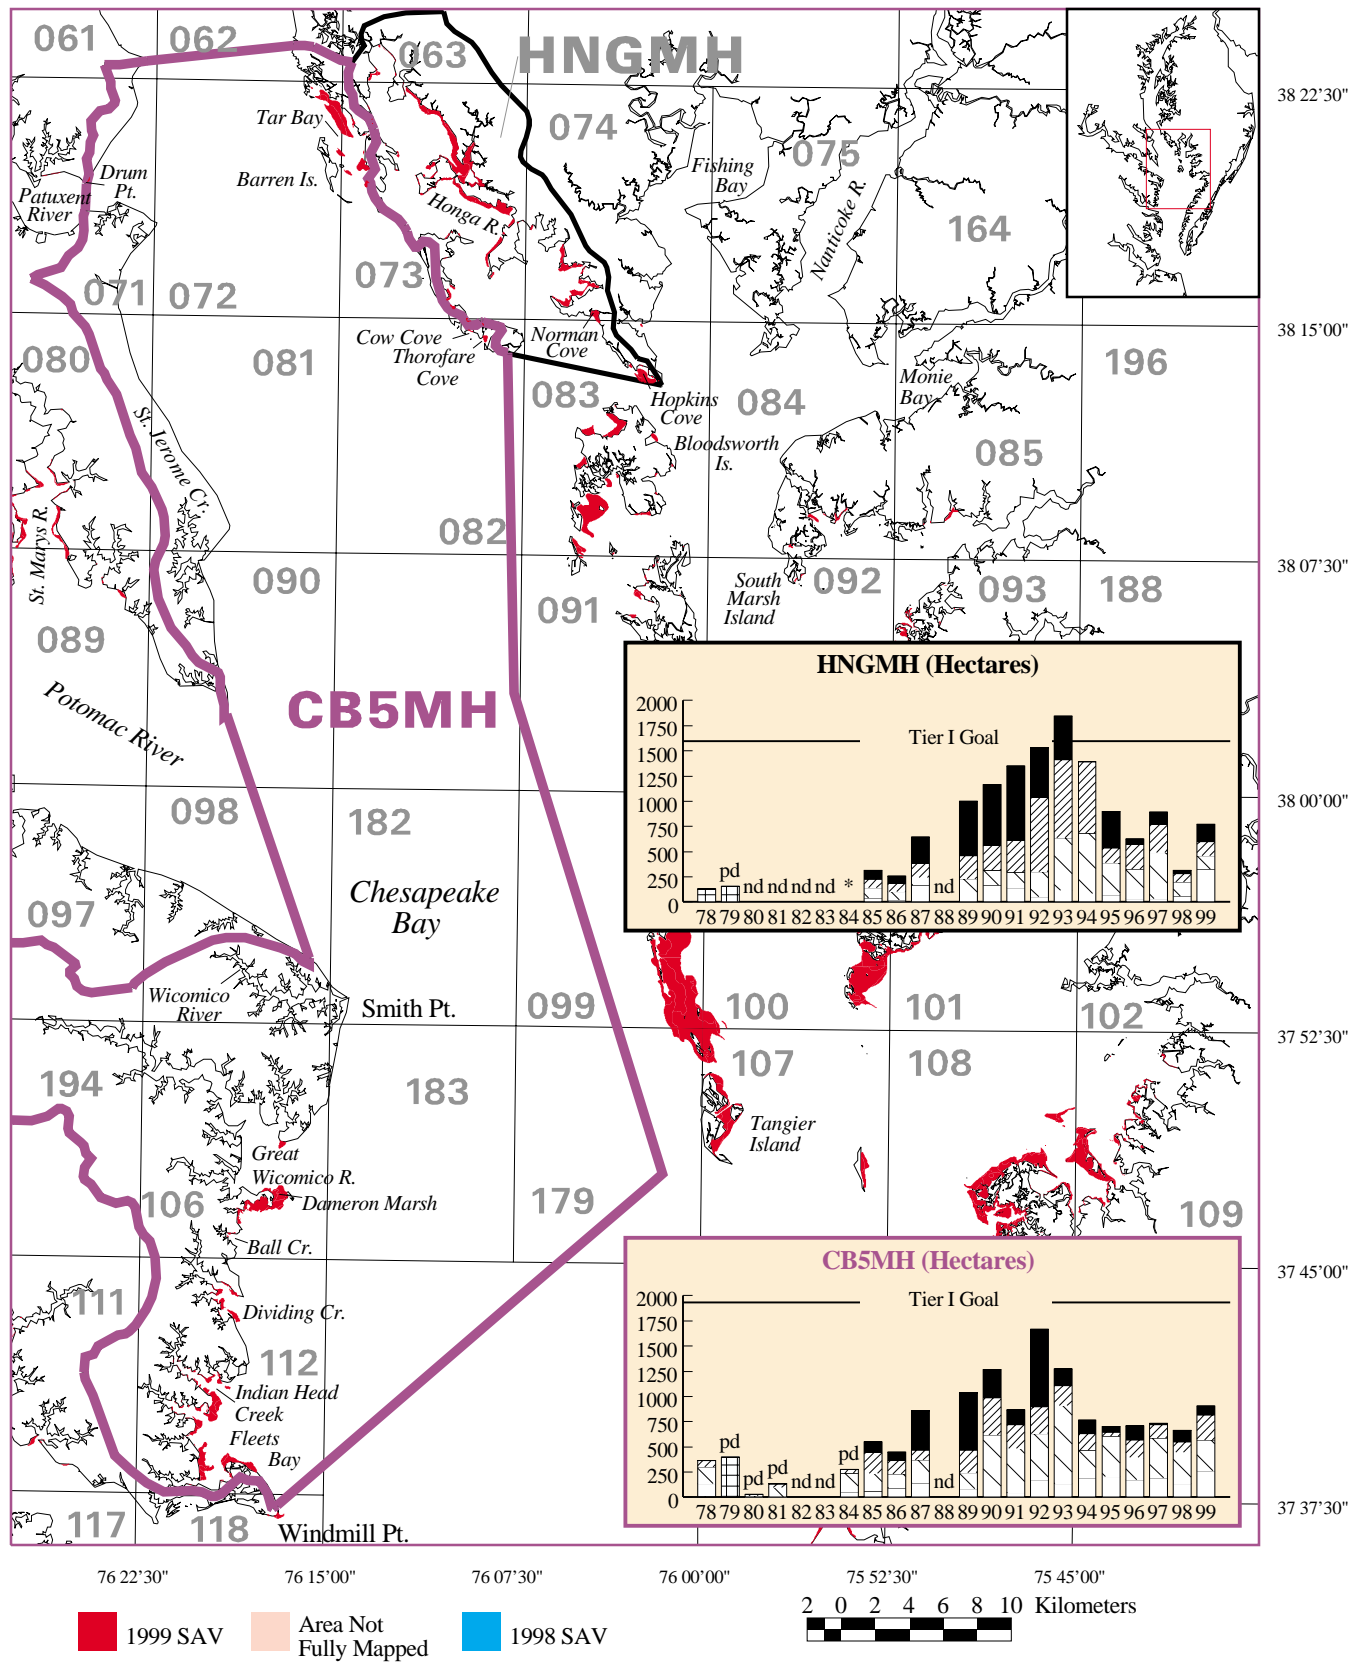 061
062
063
HNGMH
38 22'30"
Tar Bay
074
075
Fishing
Bay
Barren Is.
Drum
Pt.
Patuxent
River
Honga R.
Nanticoke R.
164
073
071
072
Cow Cove
Thorofare
Cove
Norman
Cove
38 15'00"
080
081
083
084
196
Monie
Bay
Hopkins
Cove
St. Jerome Cr.
Bloodsworth
Is.
085
St. Marys R.
082
38 07'30"
090
091
South
Marsh
Island
092
093
188
089
CB5MH
Potomac River
HNGMH (Hectares)
2000
1750
1500
1250
1000
750
500
250
0
Tier I Goal
pd
nd nd nd nd * nd
78 79 80 81 82 83 84 85 86 87 88 89 90 91 92 93 94 95 96 97 98 99
38 00'00"
098
182
Chesapeake
Bay
097
Wicomico
River
Smith Pt.
099
100
101
102
37 52'30"
194
183
107
108
Tangier
Island
Great
Wicomico R.
106
Dameron Marsh
179
109
Ball Cr.
37 45'00"
111
Dividing Cr.
112
CB5MH (Hectares)
2000
1750
1500
1250
1000
750
500
250
0
Tier I Goal
pd
pd pd nd nd pd nd
78 79 80 81 82 83 84 85 86 87 88 89 90 91 92 93 94 95 96 97 98 99
Indian Head
Creek
Fleets
Bay
37 37'30"
117
118
Windmill Pt.
76 22'30"
76 15'00"
76 07'30"
76 00'00"
75 52'30"
75 45'00"
2 0 2 4 6 8 10 Kilometers
1999 SAV
Area Not
Fully Mapped
1998 SAV